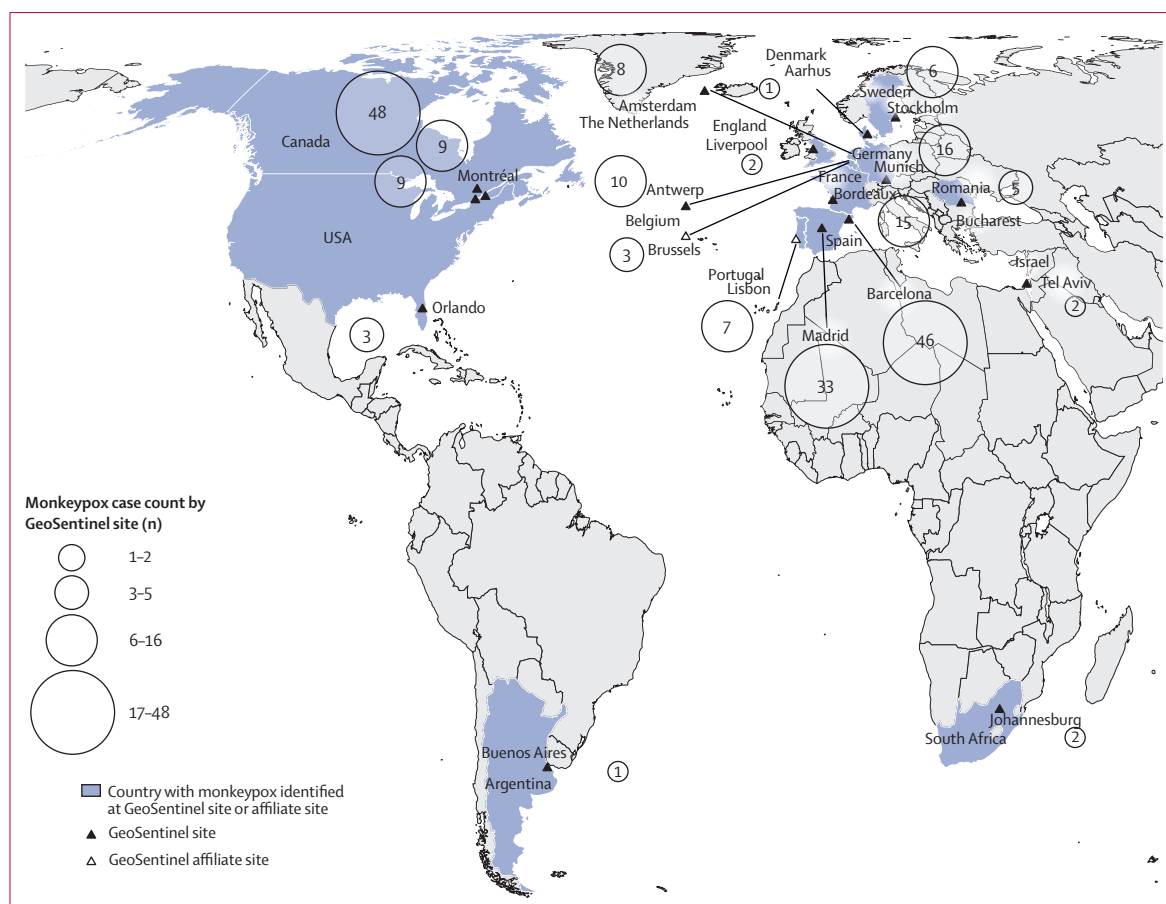 8
Amsterdam
The Netherlands
1
Denmark
Aarhus
6
Sweden
Stockholm
48
Canada
9
9
Montréal
England
Liverpool
2
Germany
Munich
16
10
Antwerp
Belgium
Brussels
3
France
Bordeaux
Romania
5
Bucharest
15
USA
Spain
Orlando
3
Portugal
Lisbon
7
Barcelona
Israel
Tel Aviv
2
Madrid
46
33
Monkeypox case count by
GeoSentinel site (n)
1–2
3–5
6–16
17–48
Country with monkeypox identified
at GeoSentinel site or affiliate site
GeoSentinel site
GeoSentinel affiliate site
Buenos Aires
Argentina
1
Johannesburg
South Africa
2